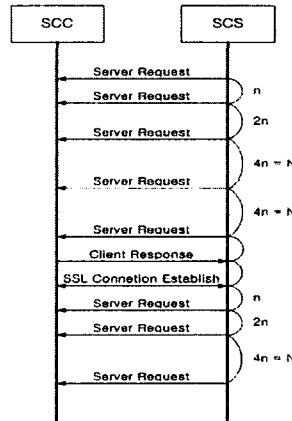 SCC SCS
Server Request
n
Server Request
2n
Server Request
4n = N
Server Request
4n = N
Server Request
Client Response
SSL Connetion Establish
n
Server Request
2n
Server Request
4n = N
Server Request